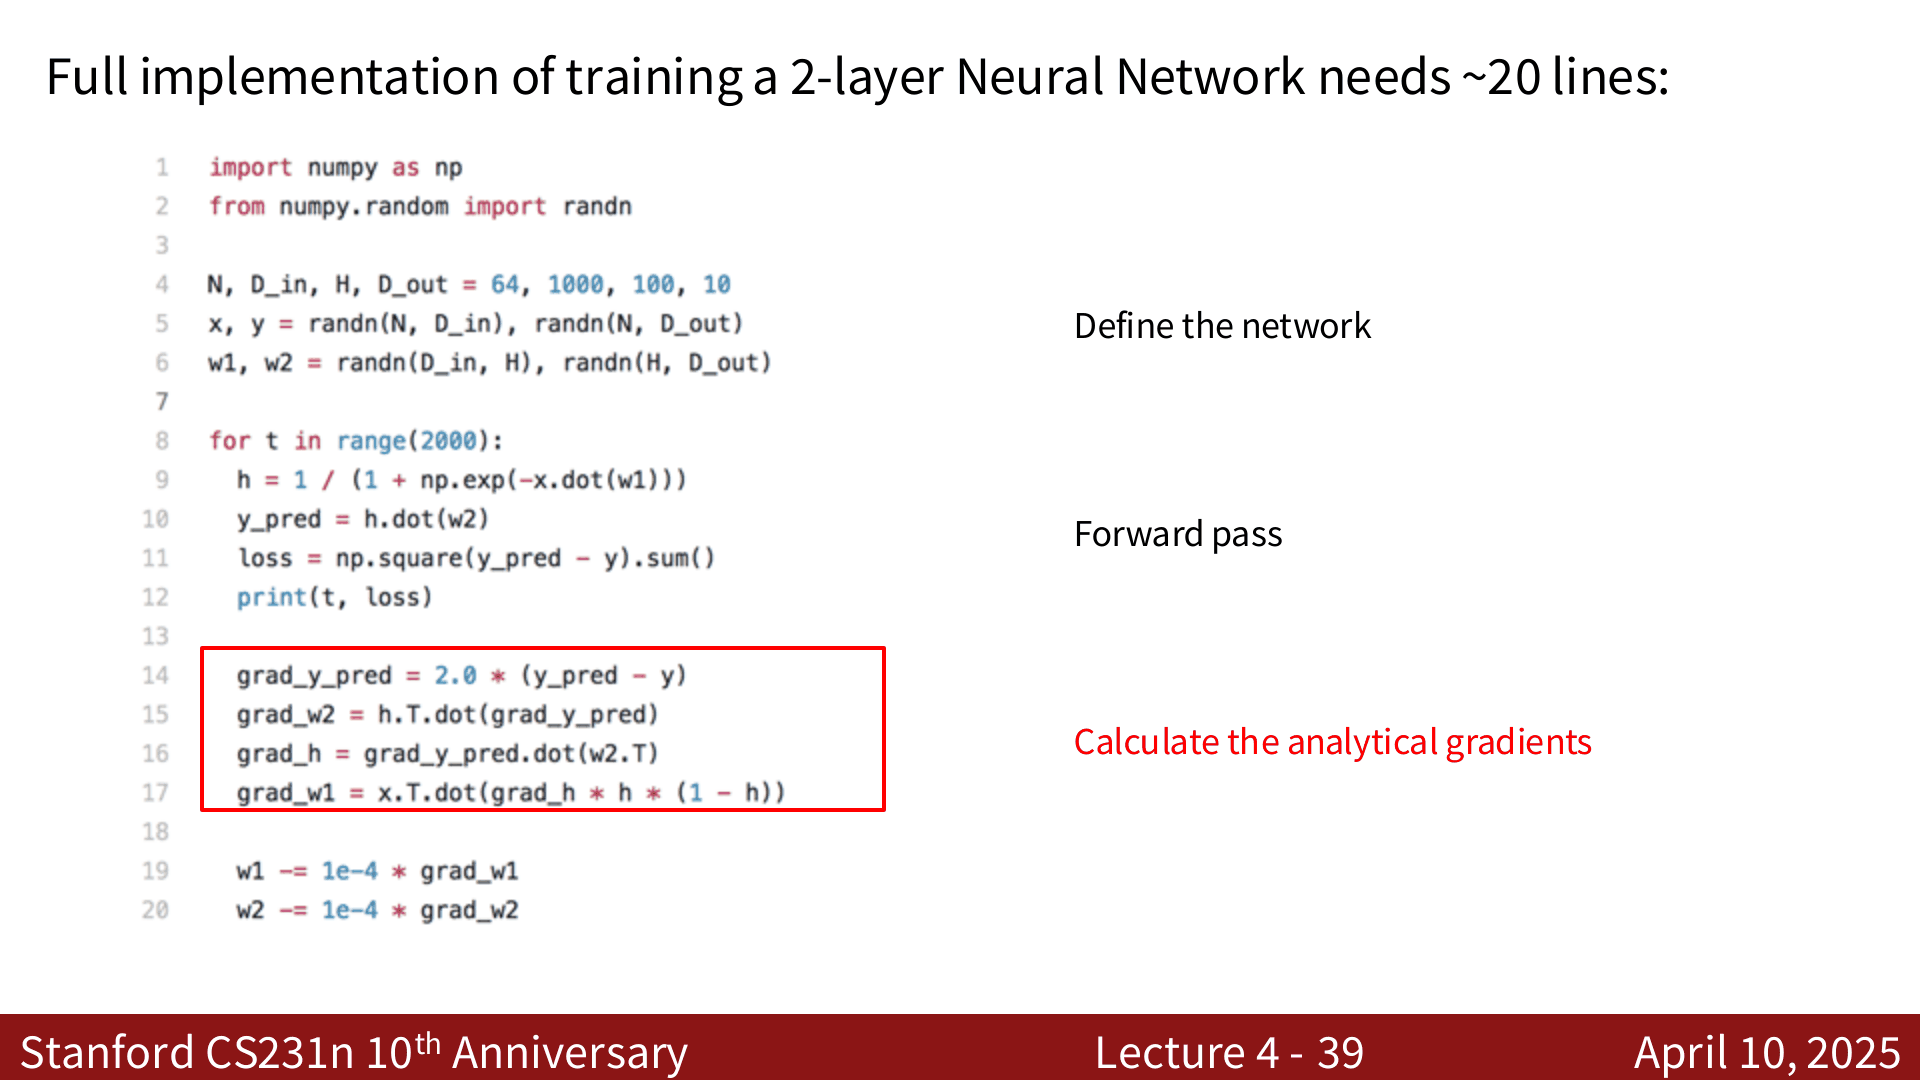 Full implementation of training a 2-layer Neural Network needs ~20 lines:
1 import numpy as np
2 from numpy.random import randn
3
4 N, D_in, H, D_out = 64, 1000, 100, 10
5 x, y = randn(N, D_in), randn(N, D_out)
6 w1, w2 = randn(D_in, H), randn(H, D_out)
7
8 for t in range(2000):
9   h = 1 / (1 + np.exp(-x.dot(w1)))
10   y_pred = h.dot(w2)
11   loss = np.square(y_pred - y).sum()
12   print(t, loss)
13
14   grad_y_pred = 2.0 * (y_pred - y)
15   grad_w2 = h.T.dot(grad_y_pred)
16   grad_h = grad_y_pred.dot(w2.T)
17   grad_w1 = x.T.dot(grad_h * h * (1 - h))
18
19   w1 -= 1e-4 * grad_w1
20   w2 -= 1e-4 * grad_w2
Define the network
Forward pass
Calculate the analytical gradients
Stanford CS231n 10th Anniversary
Lecture 4 - 39
April 10, 2025